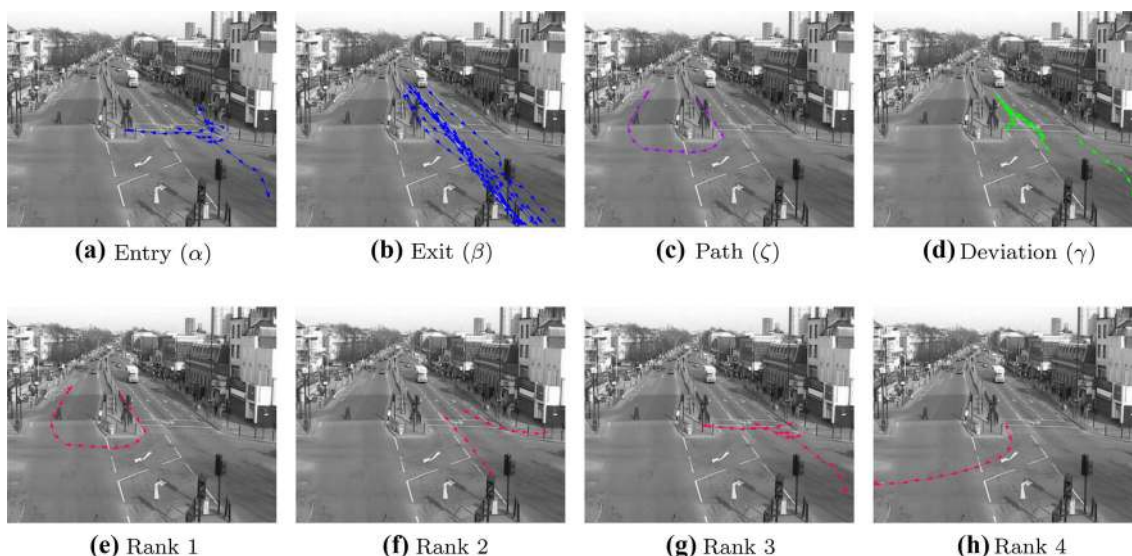 (a) Entry (α)
(b) Exit (β)
(c) Path (ζ)
(d) Deviation (γ)
(e) Rank 1
(f) Rank 2
(g) Rank 3
(h) Rank 4